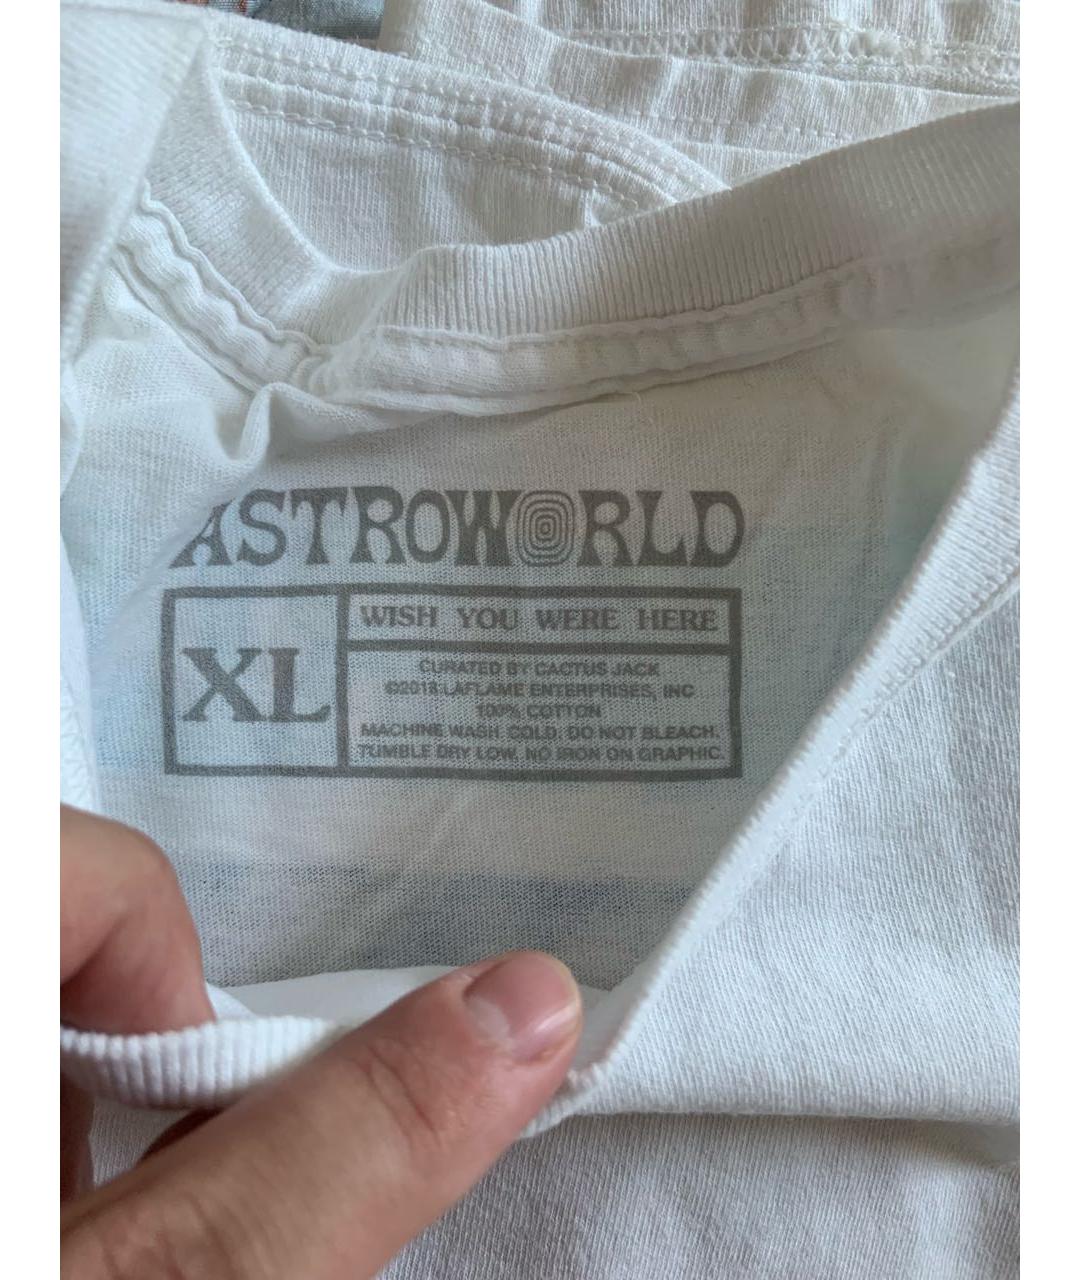 ASTROWORLD
XL
WISH YOU WERE HERE
CURATED BY CACTUS JACK
©2018 LAFLAME ENTERPRISES, INC
100% COTTON
MACHINE WASH COLD. DO NOT BLEACH.
TUMBLE DRY LOW. NO IRON ON GRAPHIC.